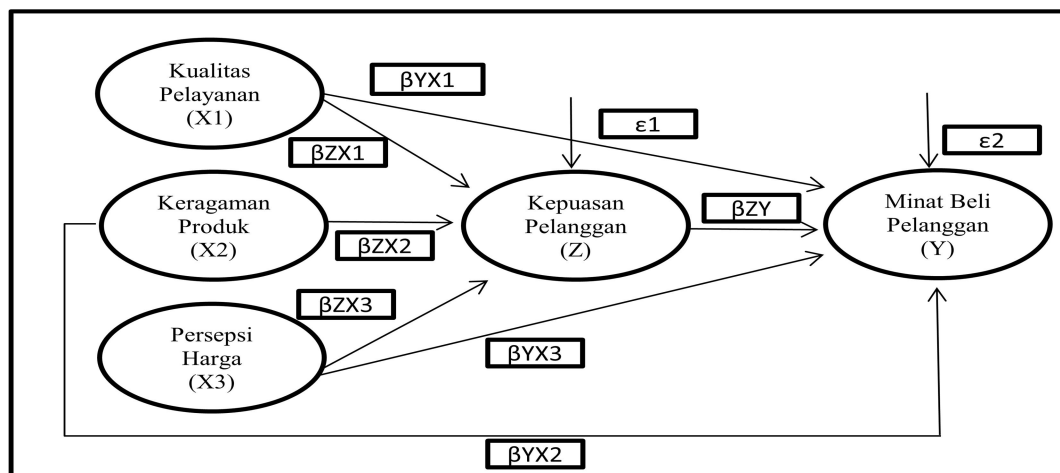 Kualitas
Pelayanan
(X1)
βYX1
ε1
ε2
βZX1
Keragaman
Produk
(X2)
βZX2
Kepuasan
Pelanggan
(Z)
βZY
Minat Beli
Pelanggan
(Y)
βZX3
Persepsi
Harga
(X3)
βYX3
βYX2